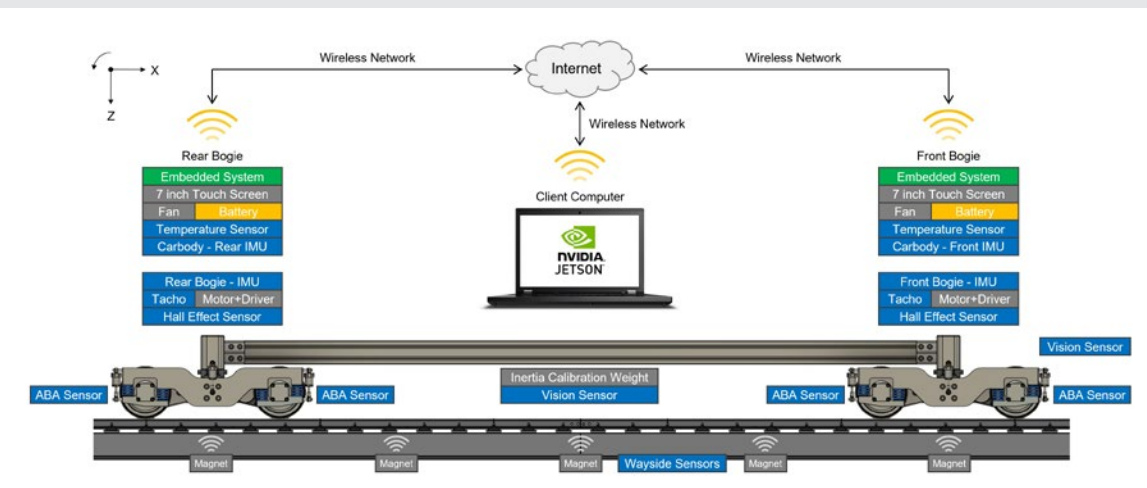 Wireless Network
Internet
Wireless Network
X
Z
Wireless Network
Rear Bogie
Embedded System
7 inch Touch Screen
Fan
Battery
Temperature Sensor
Carbody - Rear IMU
Rear Bogie - IMU
Tacho
Motor+Driver
Hall Effect Sensor
Client Computer
NVIDIA.
JETSON
Front Bogie
Embedded System
7 inch Touch Screen
Fan
Battery
Temperature Sensor
Carbody - Front IMU
Front Bogie - IMU
Tacho
Motor+Driver
Hall Effect Sensor
Vision Sensor
ABA Sensor
ABA Sensor
Inertia Calibration Weight
Vision Sensor
ABA Sensor
ABA Sensor
Magnet
Magnet
Magnet
Wayside Sensors
Magnet
Magnet